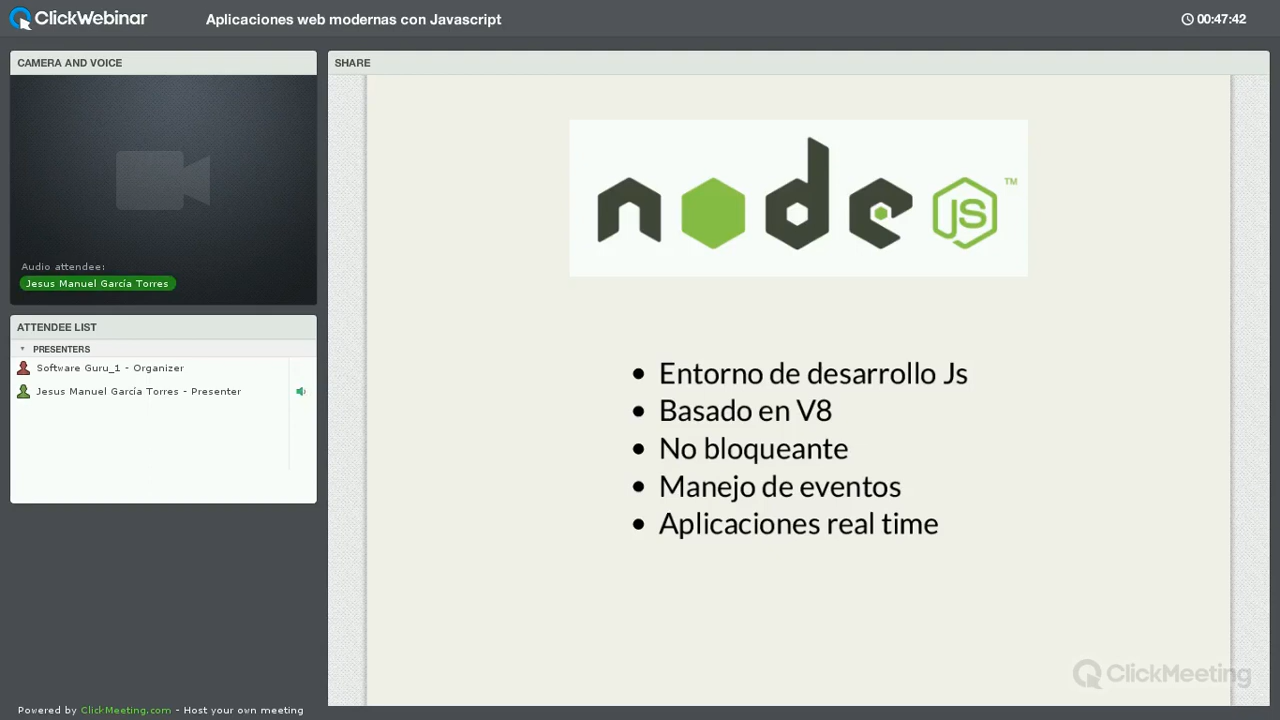 ClickWebinar
Aplicaciones web modernas con Javascript
00:47:42
CAMERA AND VOICE
Audio attendee:
Jesus Manuel García Torres
ATTENDEE LIST
PRESENTERS
Software Guru_1 - Organizer
Jesus Manuel García Torres - Presenter
SHARE
node JS ™
• Entorno de desarrollo Js
• Basado en V8
• No bloqueante
• Manejo de eventos
• Aplicaciones real time
ClickMeeting
Powered by ClickMeeting.com - Host your own meeting